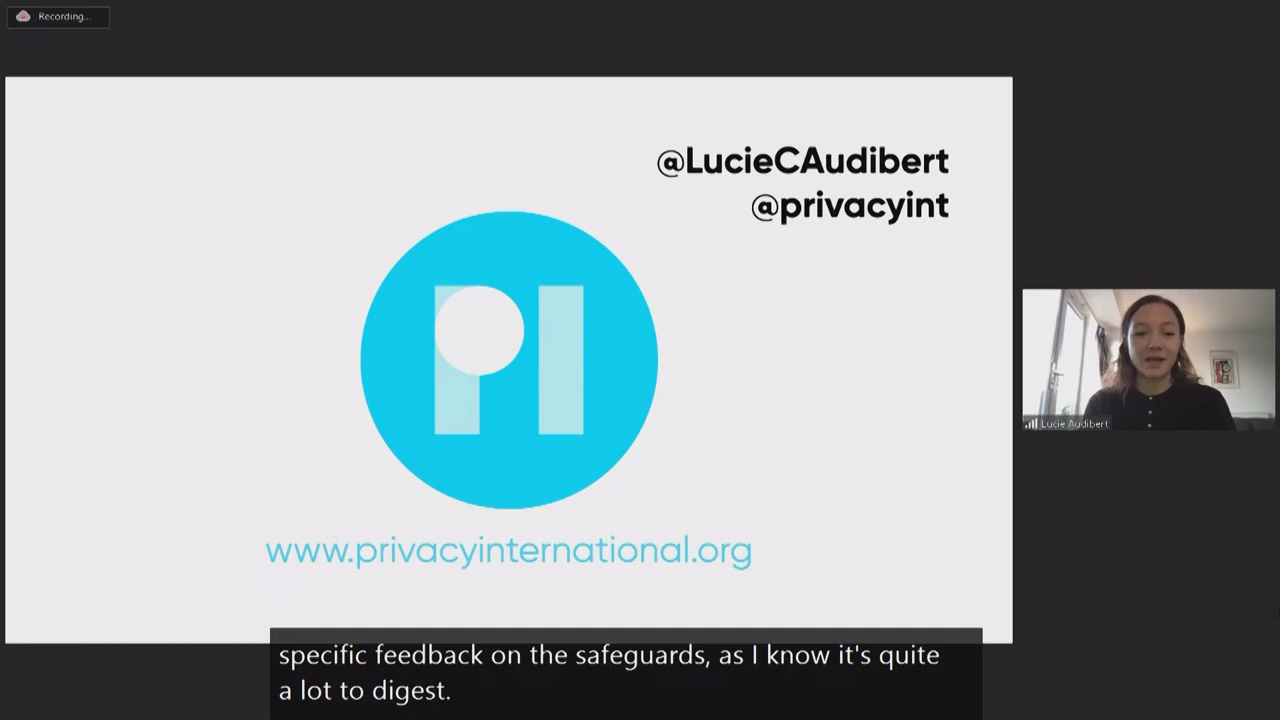 Recording...
@LucieCAudibert
@privacyint
PI
www.privacyinternational.org
Lucie Audibert
specific feedback on the safeguards, as I know it's quite
a lot to digest.